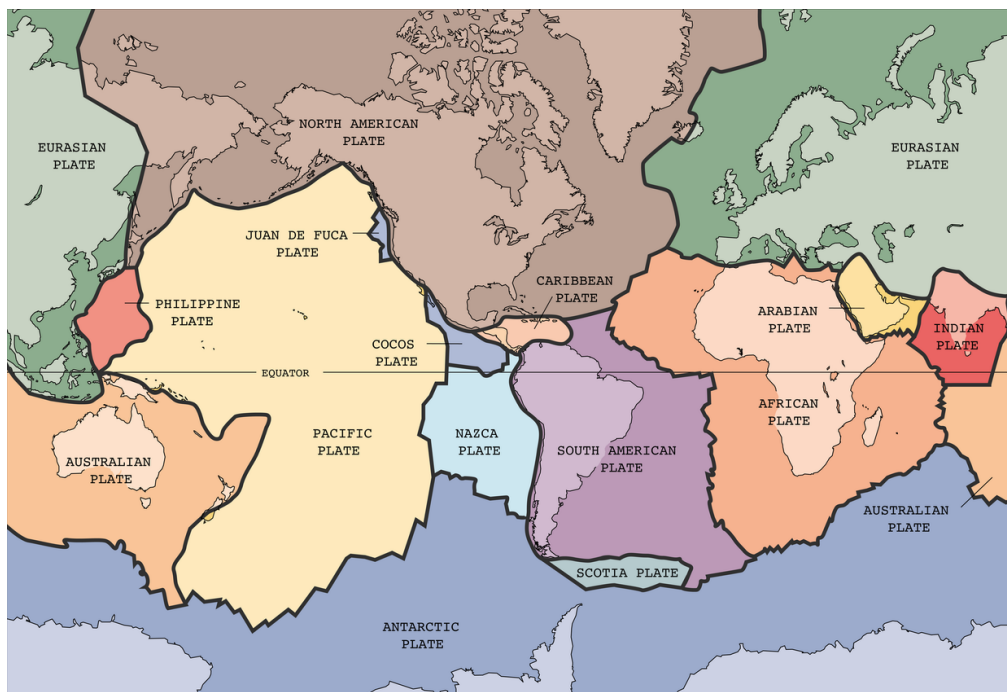 NORTH AMERICAN
PLATE
EURASIAN
PLATE
EURASIAN
PLATE
JUAN DE FUCA
PLATE
CARIBBEAN
PLATE
PHILIPPINE
PLATE
ARABIAN
PLATE
INDIAN
PLATE
COCOS
PLATE
EQUATOR
AFRICAN
PLATE
PACIFIC
PLATE
NAZCA
PLATE
SOUTH AMERICAN
PLATE
AUSTRALIAN
PLATE
AUSTRALIAN
PLATE
SCOTIA PLATE
ANTARCTIC
PLATE